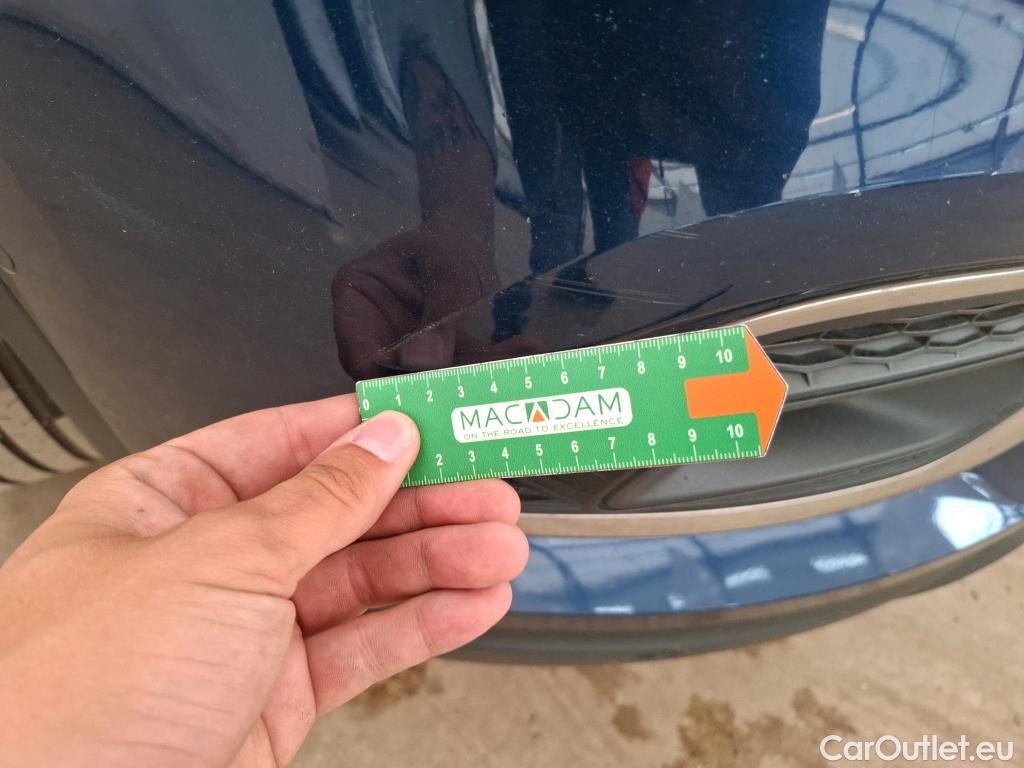 0 1 2 3 4 5 6 7 8 9 10
MACADAM
ON THE ROAD TO EXCELLENCE
2 3 4 5 6 7 8 9 10
CarOutlet.eu